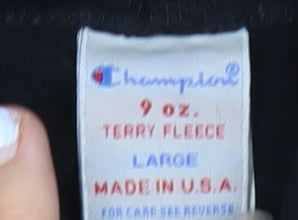 Champion®
9 oz.
TERRY FLEECE
LARGE
MADE IN U.S.A.
FOR CARE SEE REVERSE